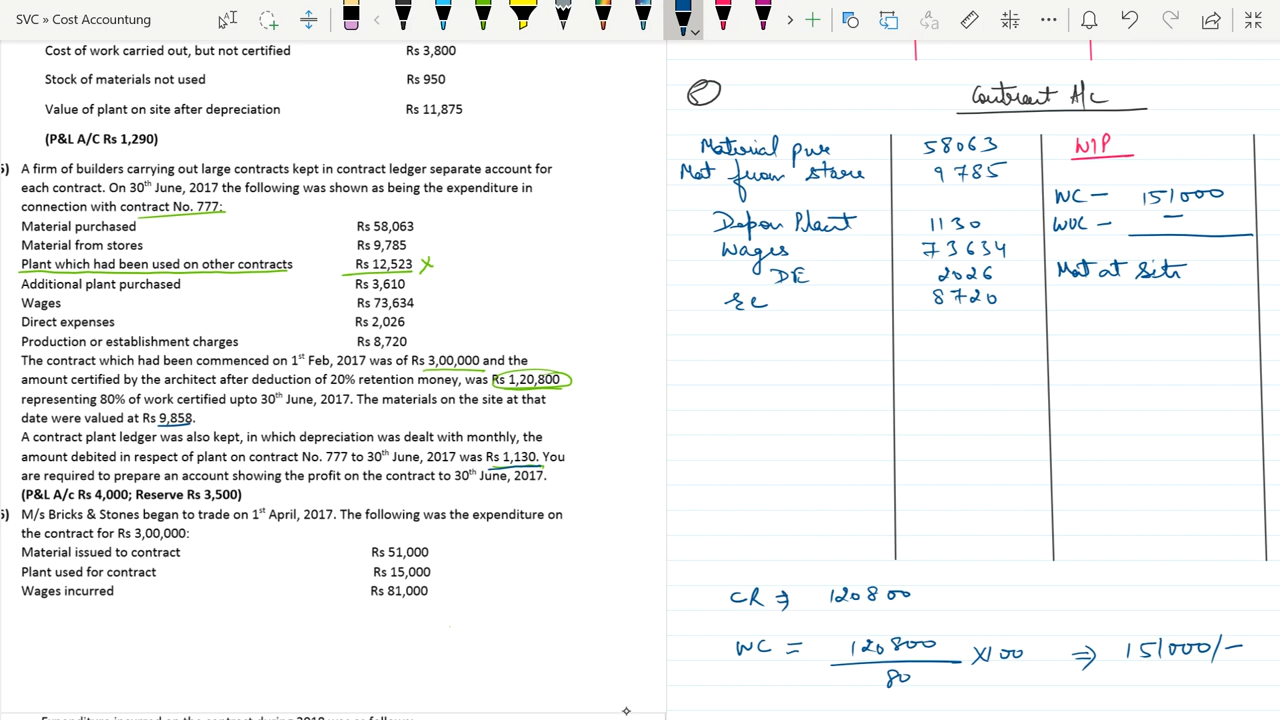 SVC » Cost Accountung
Cost of work carried out, but not certified Rs 3,800
Stock of materials not used Rs 950
Value of plant on site after depreciation Rs 11,875
(P&L A/C Rs 1,290)
5) A firm of builders carrying out large contracts kept in contract ledger separate account for
each contract. On 30th June, 2017 the following was shown as being the expenditure in
connection with contract No. 777:
Material purchased Rs 58,063
Material from stores Rs 9,785
Plant which had been used on other contracts Rs 12,523 X
Additional plant purchased Rs 3,610
Wages Rs 73,634
Direct expenses Rs 2,026
Production or establishment charges Rs 8,720
The contract which had been commenced on 1st Feb, 2017 was of Rs 3,00,000 and the
amount certified by the architect after deduction of 20% retention money, was Rs 1,20,800
representing 80% of work certified upto 30th June, 2017. The materials on the site at that
date were valued at Rs 9,858.
A contract plant ledger was also kept, in which depreciation was dealt with monthly, the
amount debited in respect of plant on contract No. 777 to 30th June, 2017 was Rs 1,130. You
are required to prepare an account showing the profit on the contract to 30th June, 2017.
(P&L A/c Rs 4,000; Reserve Rs 3,500)
) M/s Bricks & Stones began to trade on 1st April, 2017. The following was the expenditure on
the contract for Rs 3,00,000:
Material issued to contract Rs 51,000
Plant used for contract Rs 15,000
Wages incurred Rs 81,000
Expenditure incurred on the contract during 2018 was as follows:
Contract A/c
Material pur 58063 WIP
Mat from store 9785
WC – 151000
Dep on Plant 1130 WUC – –
Wages 73634
DE 2026 Mat at Site
EC 8720
CR ⇒ 120800
WC = 120800 / 80 × 100 ⇒ 151000/-